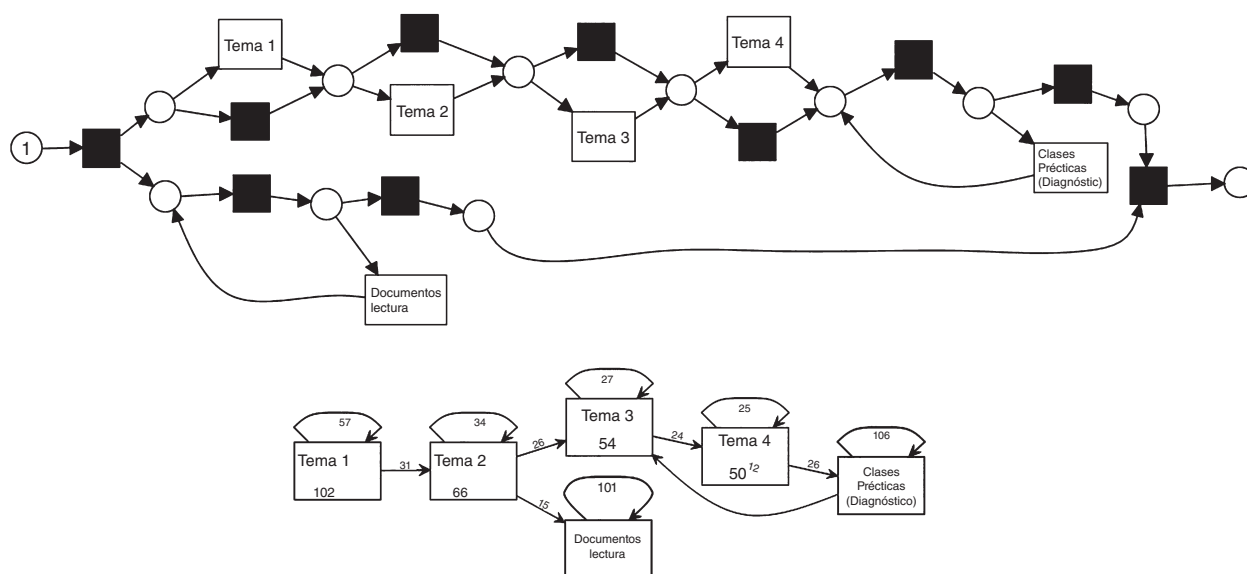 Tema 1
Tema 4
Tema 2
Tema 3
1
Clases
Précticas
(Diagnóstic)
Documentos
lectura
27
57
34
25
106
Tema 3
54
26
24
Tema 1
102
31
Tema 2
66
Tema 4
50 12
26
Clases
Précticas
(Diagnóstico)
15
101
Documentos
lectura